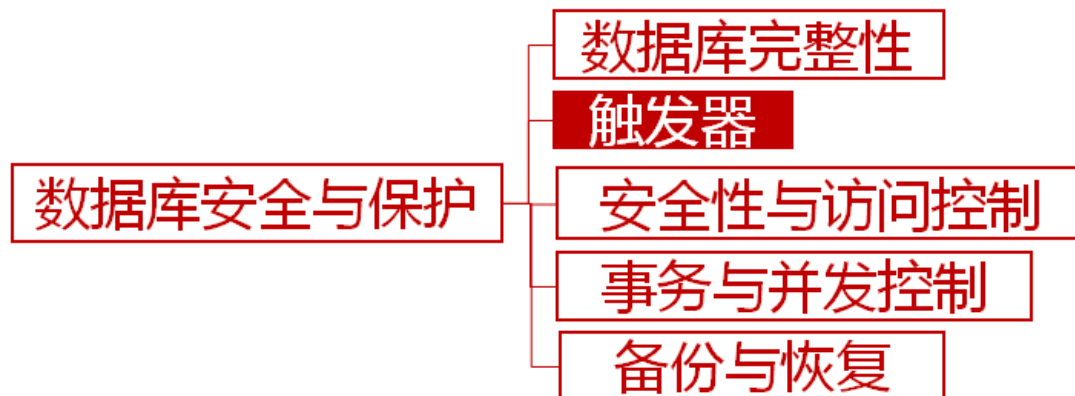 数据库完整性
触发器
数据库安全与保护
安全性与访问控制
事务与并发控制
备份与恢复